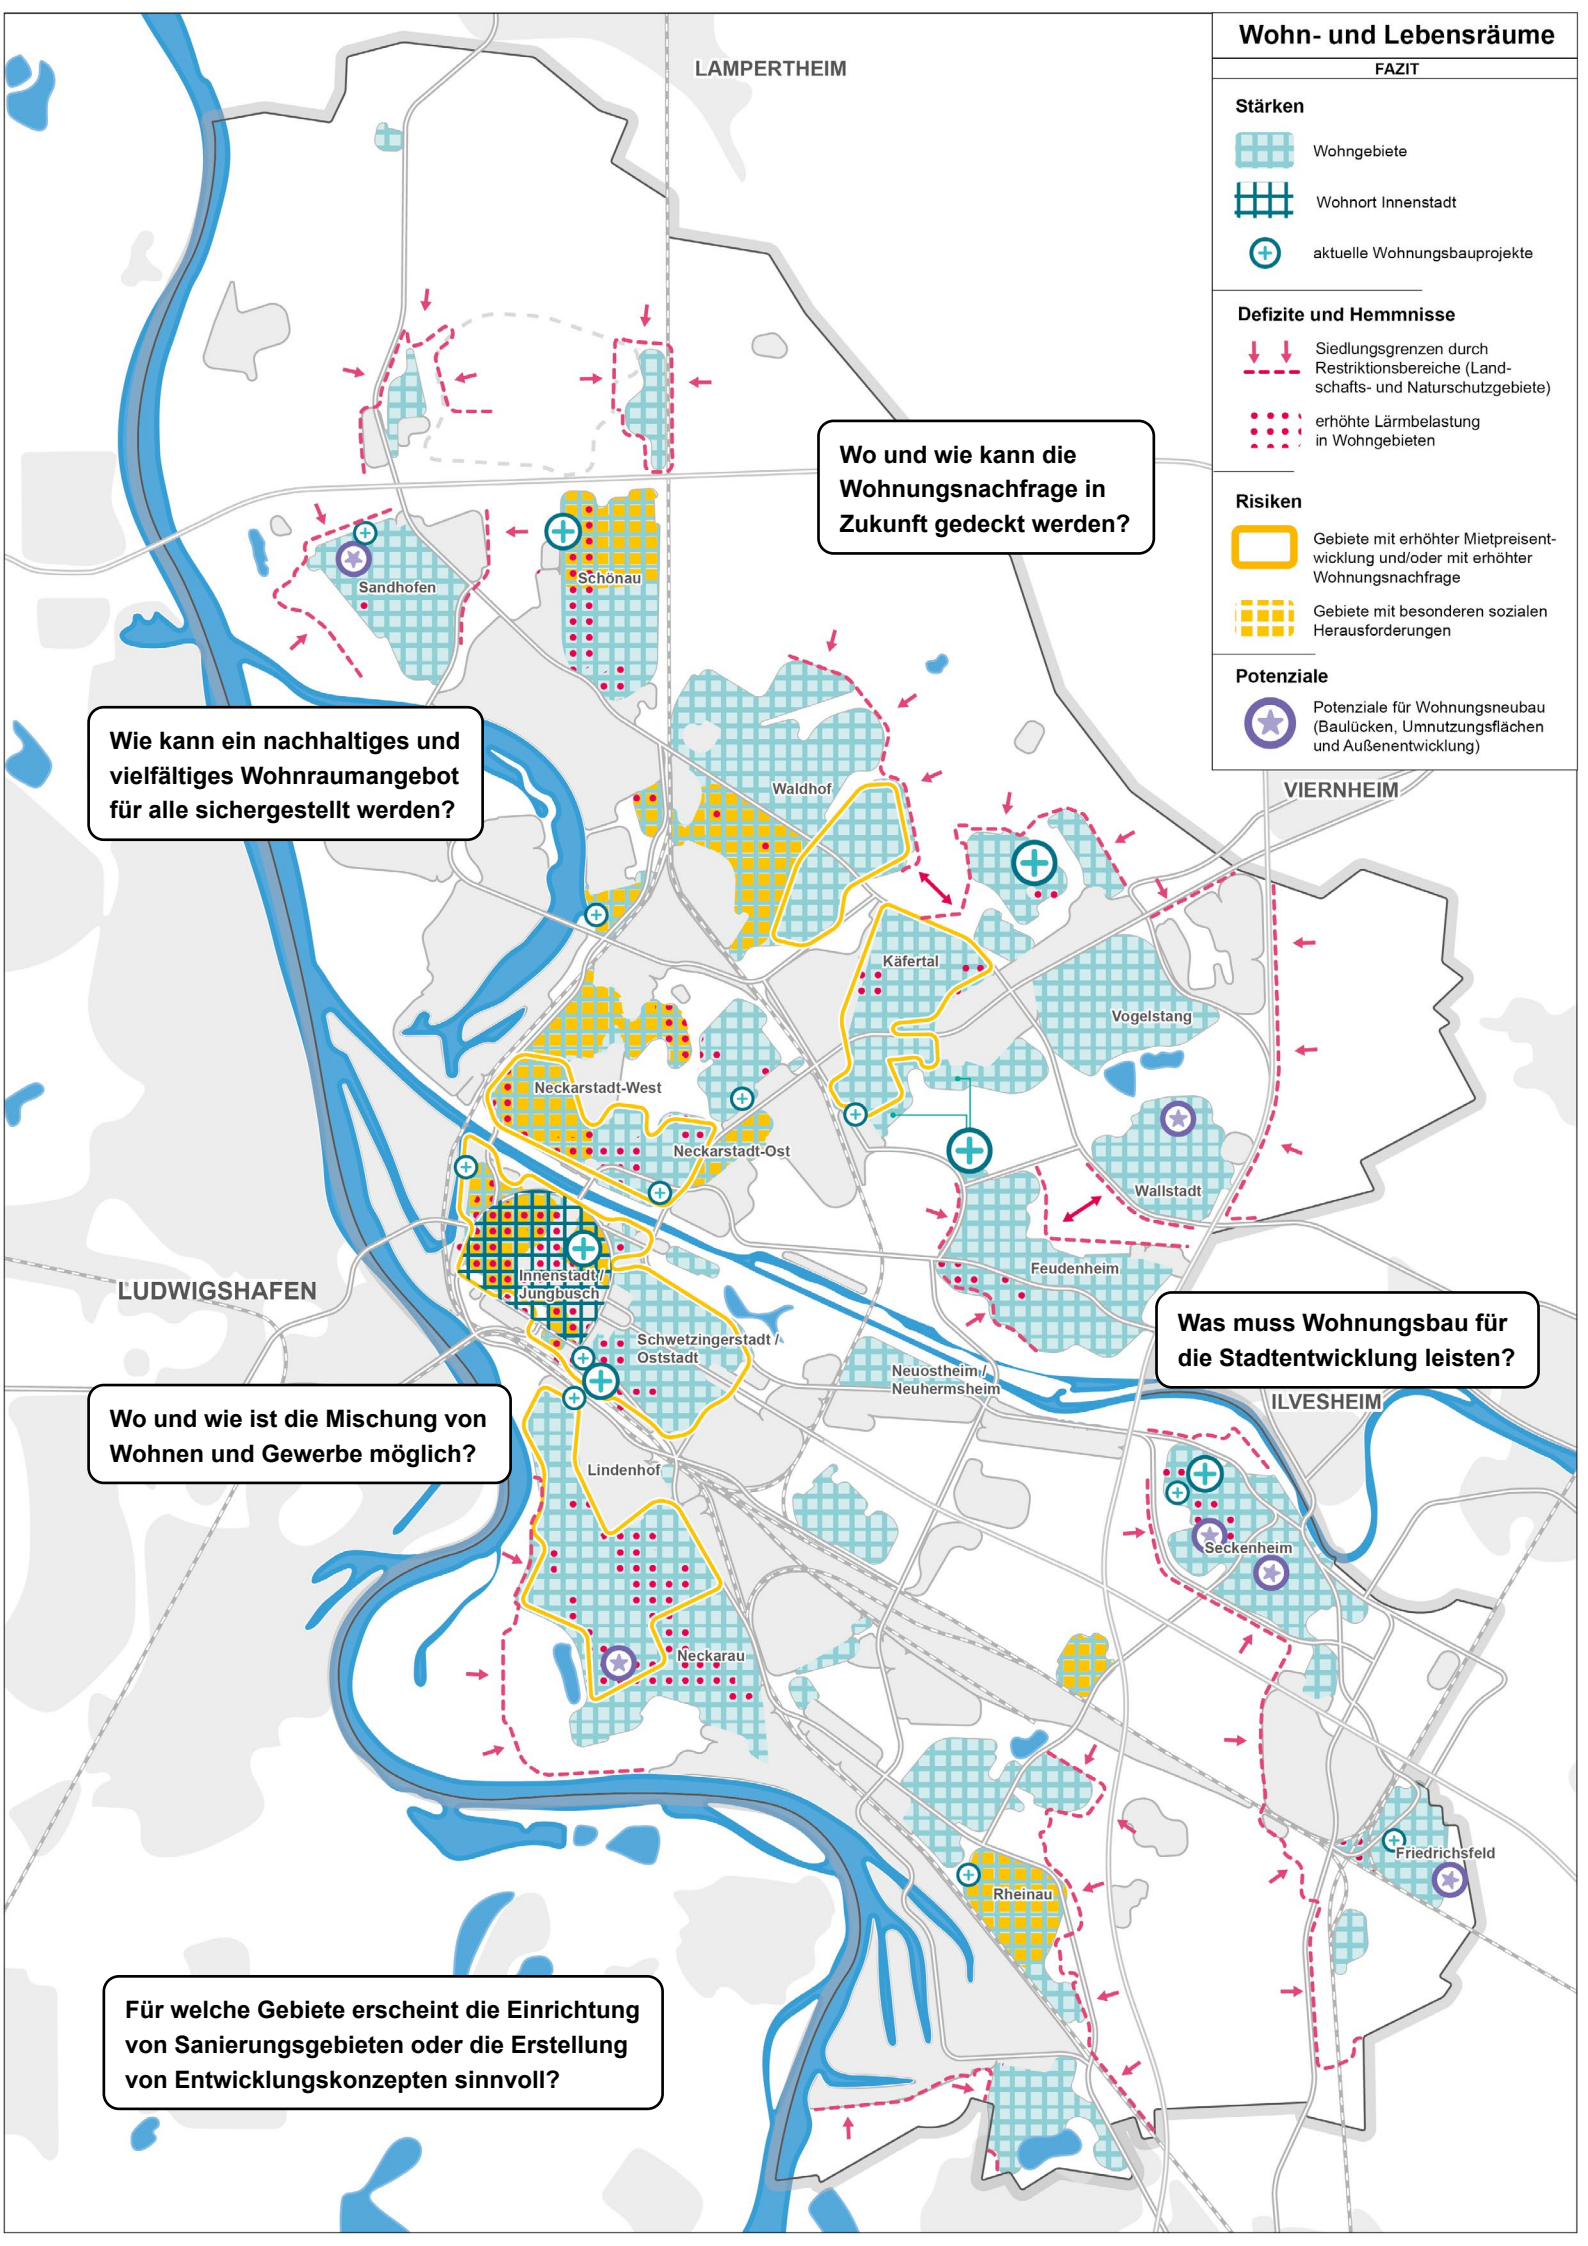 Wohn- und Lebensräume
FAZIT
Stärken
Wohngebiete
Wohnort Innenstadt
aktuelle Wohnungsbauprojekte
Defizite und Hemmnisse
Siedlungsgrenzen durch
Restriktionsbereiche (Land-
schafts- und Naturschutzgebiete)
erhöhte Lärmbelastung
in Wohngebieten
Risiken
Gebiete mit erhöhter Mietpreisent-
wicklung und/oder mit erhöhter
Wohnungsnachfrage
Gebiete mit besonderen sozialen
Herausforderungen
Potenziale
Potenziale für Wohnungsneubau
(Baulücken, Umnutzungsflächen
und Außenentwicklung)
LAMPERTHEIM
Wo und wie kann die
Wohnungsnachfrage in
Zukunft gedeckt werden?
Schönau
Sandhofen
Wie kann ein nachhaltiges und
vielfältiges Wohnraumangebot
für alle sichergestellt werden?
Waldhof
VIERNHEIM
Käfertal
Vogelstang
Neckarstadt-West
Neckarstadt-Ost
Wallstadt
Feudenheim
Innenstadt /
Jungbusch
LUDWIGSHAFEN
Schwetzingerstadt /
Oststadt
Neuostheim /
Neuhermsheim
Was muss Wohnungsbau für
die Stadtentwicklung leisten?
ILVESHEIM
Wo und wie ist die Mischung von
Wohnen und Gewerbe möglich?
Lindenhof
Seckenheim
Neckarau
Friedrichsfeld
Rheinau
Für welche Gebiete erscheint die Einrichtung
von Sanierungsgebieten oder die Erstellung
von Entwicklungskonzepten sinnvoll?